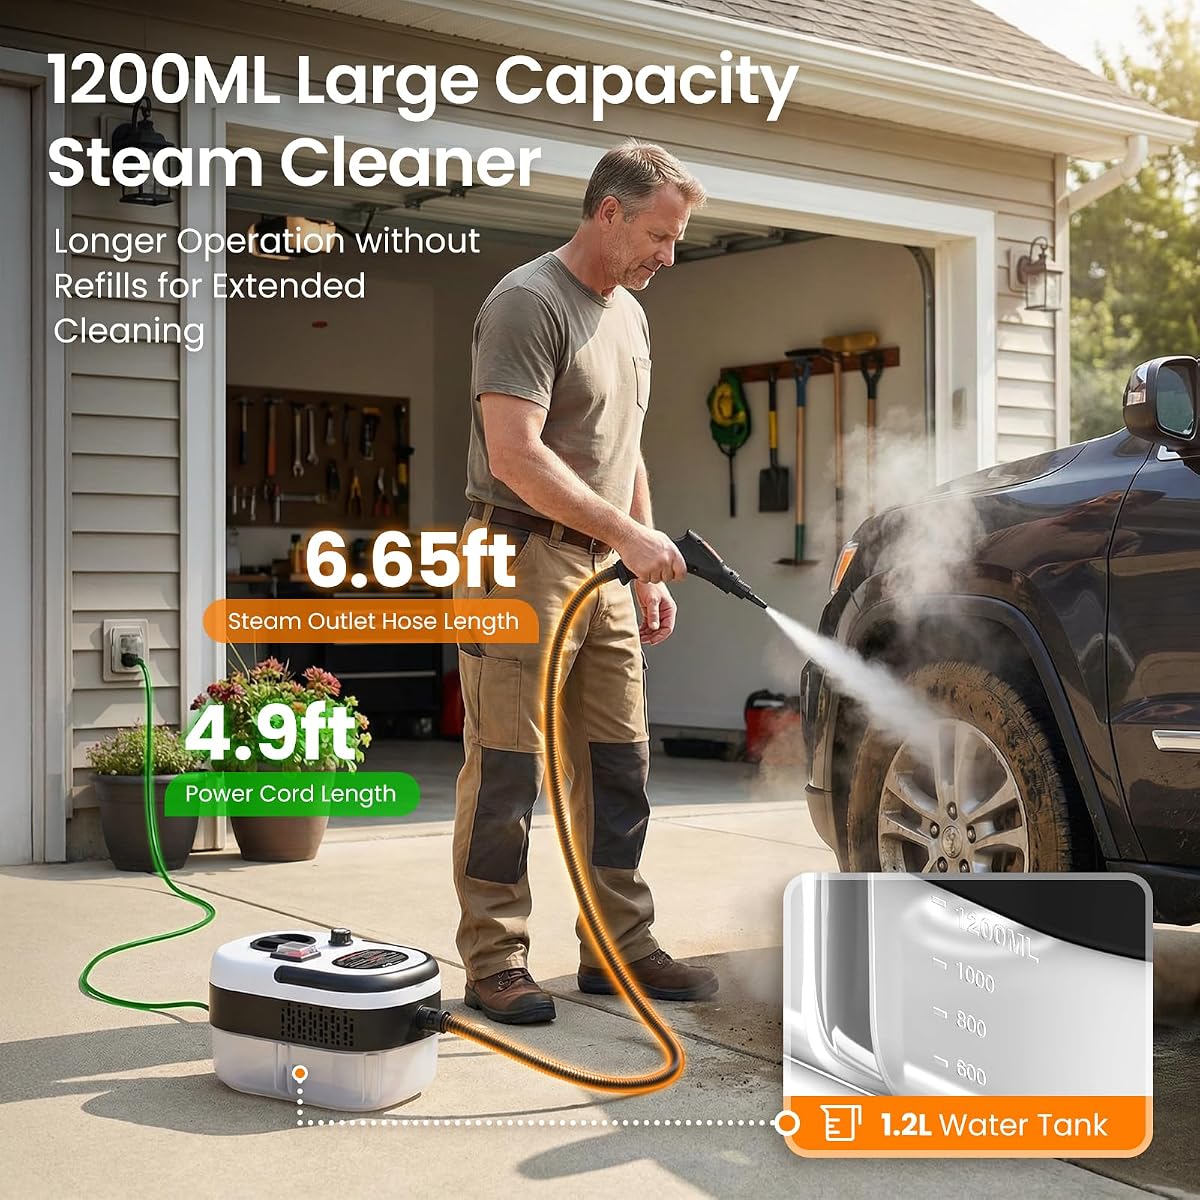 1200ML Large Capacity
Steam Cleaner
Longer Operation without
Refills for Extended
Cleaning
6.65ft
Steam Outlet Hose Length
4.9ft
Power Cord Length
1200ML
1000
800
600
1.2L Water Tank